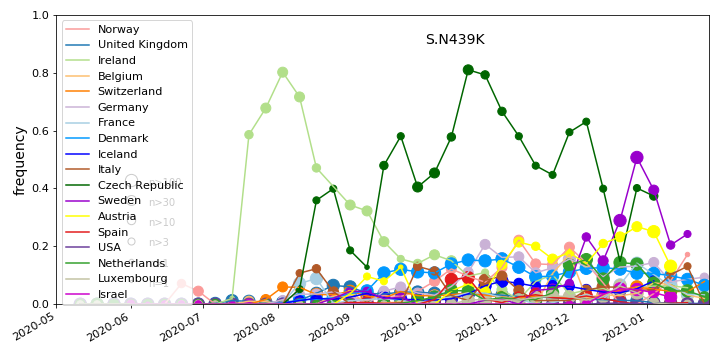 S.N439K
frequency
1.0
0.8
0.6
0.4
0.2
0.0
Norway
United Kingdom
Ireland
Belgium
Switzerland
Germany
France
Denmark
Iceland
Italy
Czech Republic
Sweden
Austria
Spain
USA
Netherlands
Luxembourg
Israel
n>100
n>30
n>10
n>3
2020-05
2020-06
2020-07
2020-08
2020-09
2020-10
2020-11
2020-12
2021-01